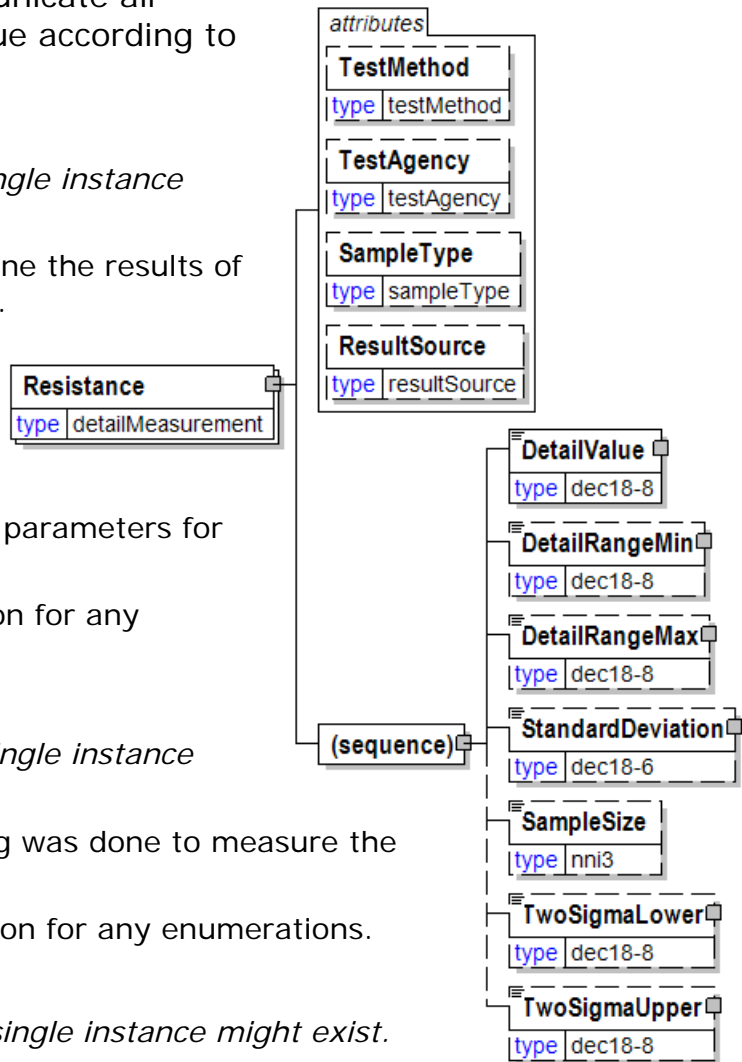 unicate all
ue according to
ngle instance
ne the results of
.
parameters for
on for any
ingle instance
g was done to measure the
on for any enumerations.
single instance might exist.
Resistance
type detailMeasurement
attributes
TestMethod
type testMethod
TestAgency
type testAgency
SampleType
type sampleType
ResultSource
type resultSource
(sequence)
DetailValue
type dec18-8
DetailRangeMin
type dec18-8
DetailRangeMax
type dec18-8
StandardDeviation
type dec18-6
SampleSize
type nni3
TwoSigmaLower
type dec18-8
TwoSigmaUpper
type dec18-8